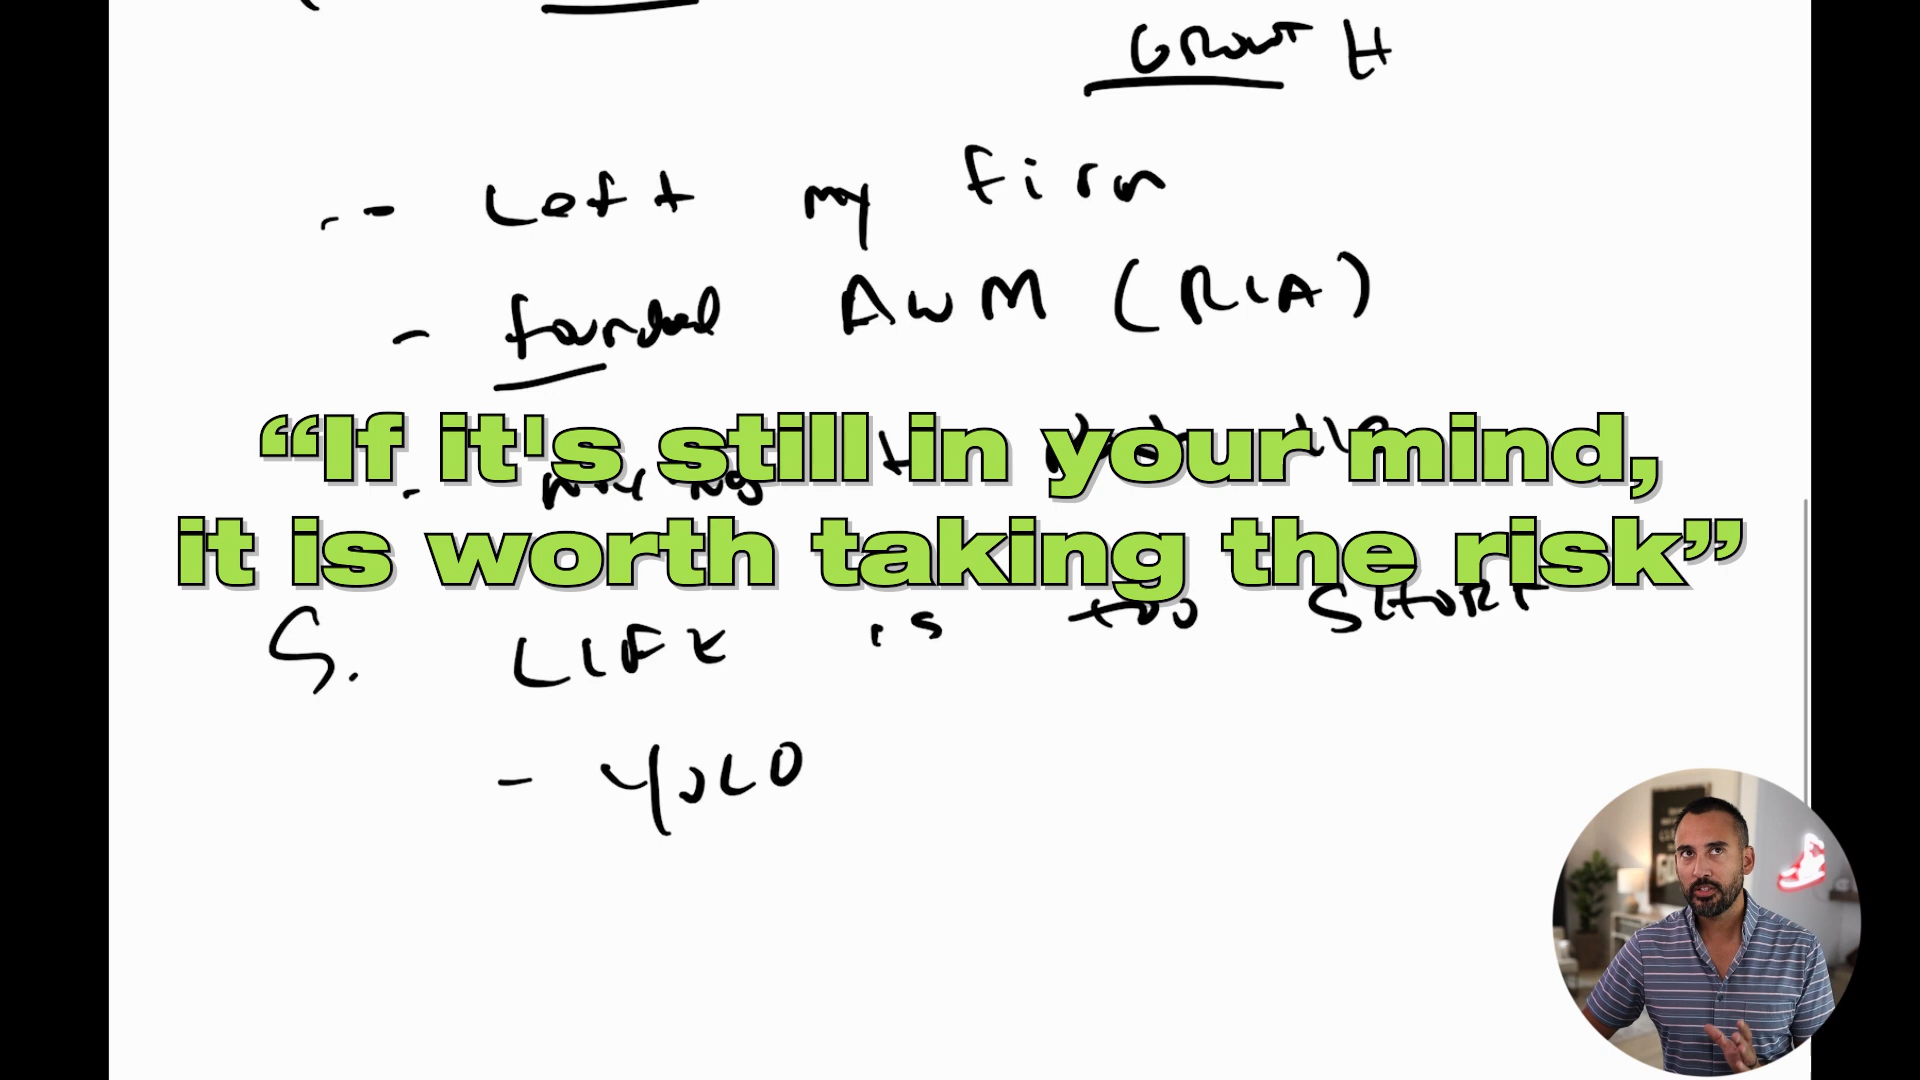 GROWTH
-- Left my firm
- founded AWM (RIA)
“If it's still in your mind,
it is worth taking the risk”
5. LIFE is too SHORT
- YOLO